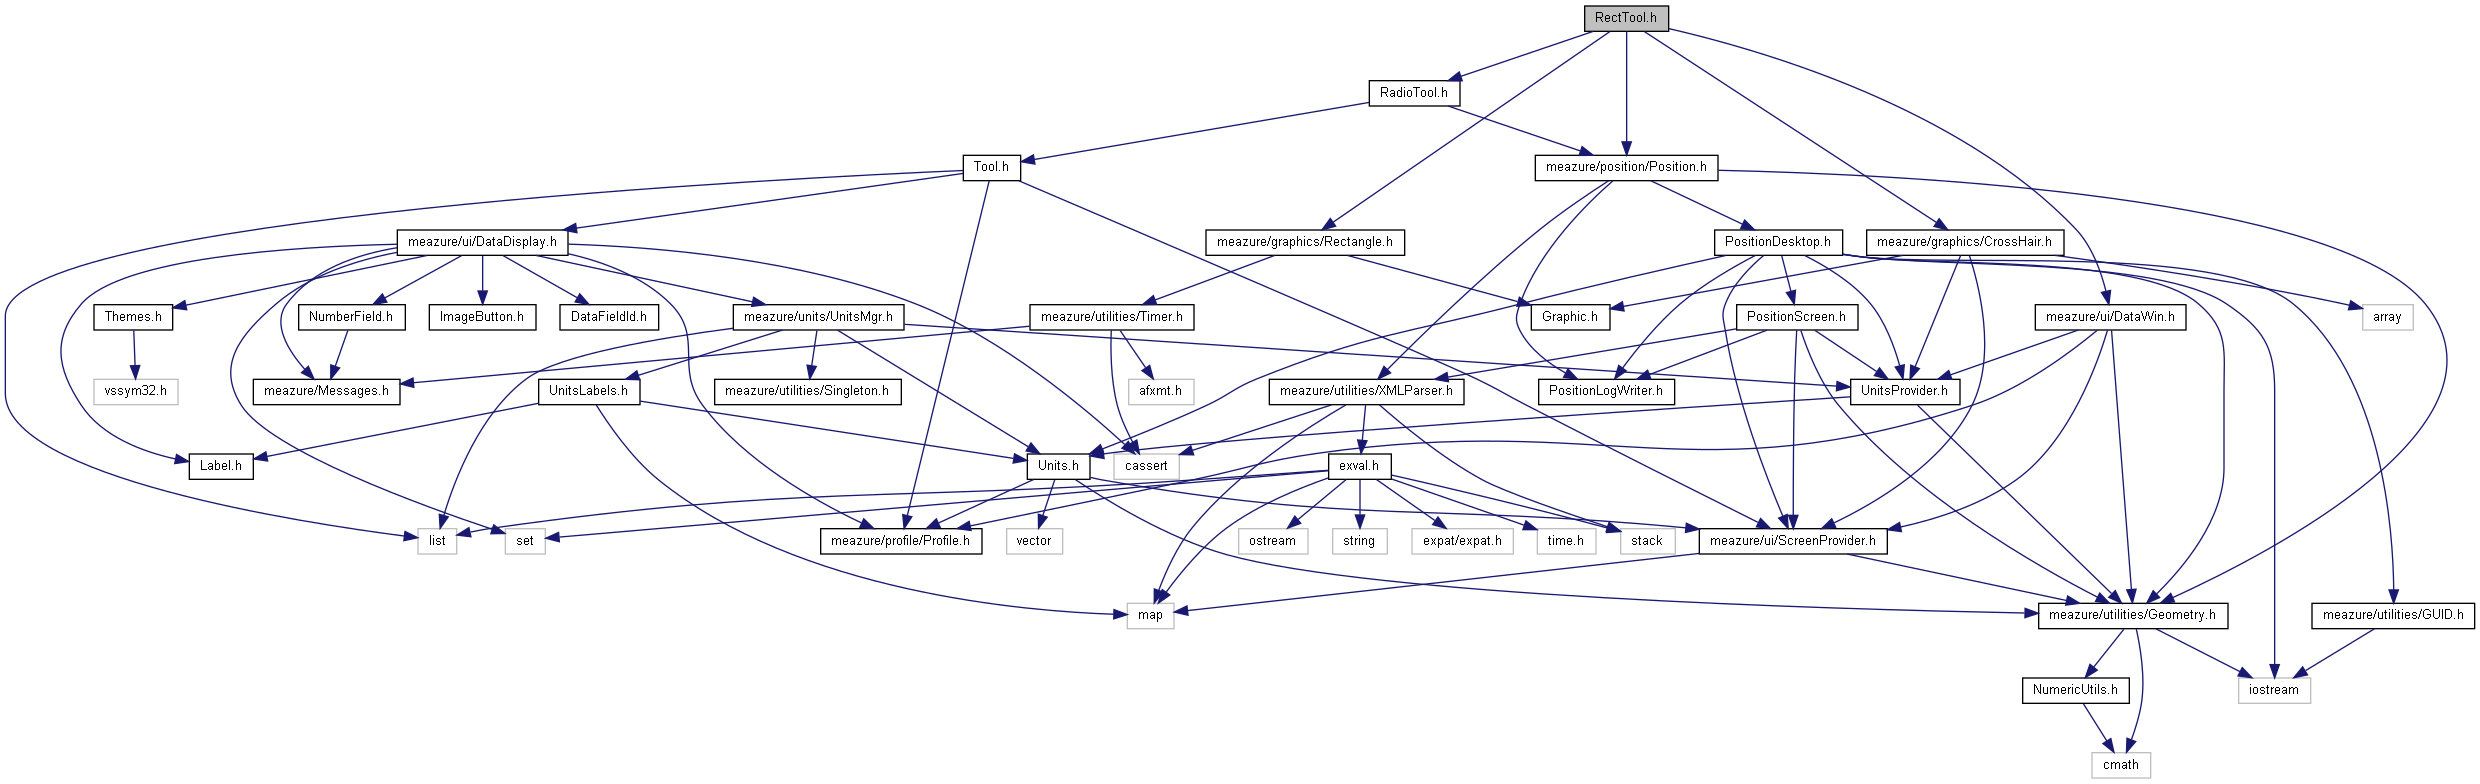 RectTool.h
RadioTool.h
Tool.h
meazure/position/Position.h
meazure/ui/DataDisplay.h
meazure/graphics/Rectangle.h
PositionDesktop.h
meazure/graphics/CrossHair.h
Themes.h
NumberField.h
ImageButton.h
DataFieldId.h
meazure/units/UnitsMgr.h
meazure/utilities/Timer.h
Graphic.h
PositionScreen.h
meazure/ui/DataWin.h
array
vssym32.h
meazure/Messages.h
UnitsLabels.h
meazure/utilities/Singleton.h
afxmt.h
meazure/utilities/XMLParser.h
PositionLogWriter.h
UnitsProvider.h
Label.h
Units.h
cassert
exval.h
list
set
meazure/profile/Profile.h
vector
ostream
string
expat/expat.h
time.h
stack
meazure/ui/ScreenProvider.h
map
meazure/utilities/Geometry.h
meazure/utilities/GUID.h
NumericUtils.h
iostream
cmath